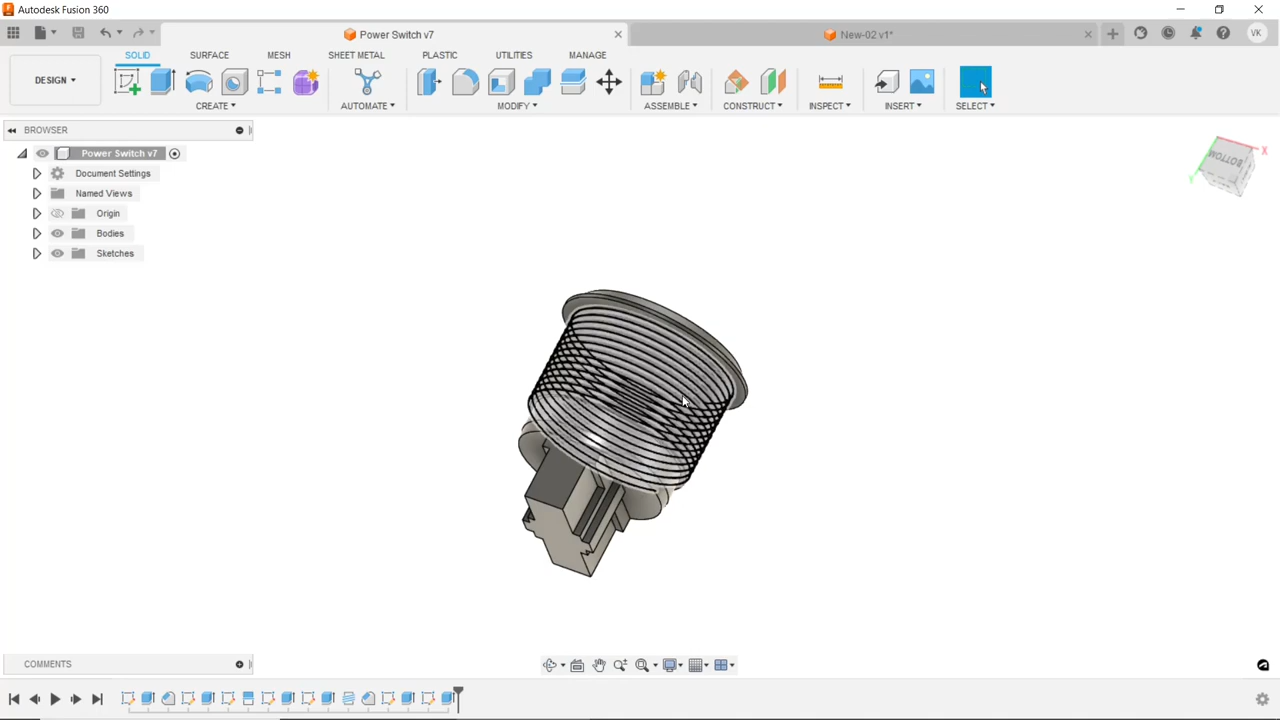 Autodesk Fusion 360
Power Switch v7
New-02 v1*
VK
DESIGN
SOLID
SURFACE
MESH
SHEET METAL
PLASTIC
UTILITIES
MANAGE
CREATE
AUTOMATE
MODIFY
ASSEMBLE
CONSTRUCT
INSPECT
INSERT
SELECT
BROWSER
Power Switch v7
Document Settings
Named Views
Origin
Bodies
Sketches
BOTTOM
X
Y
COMMENTS